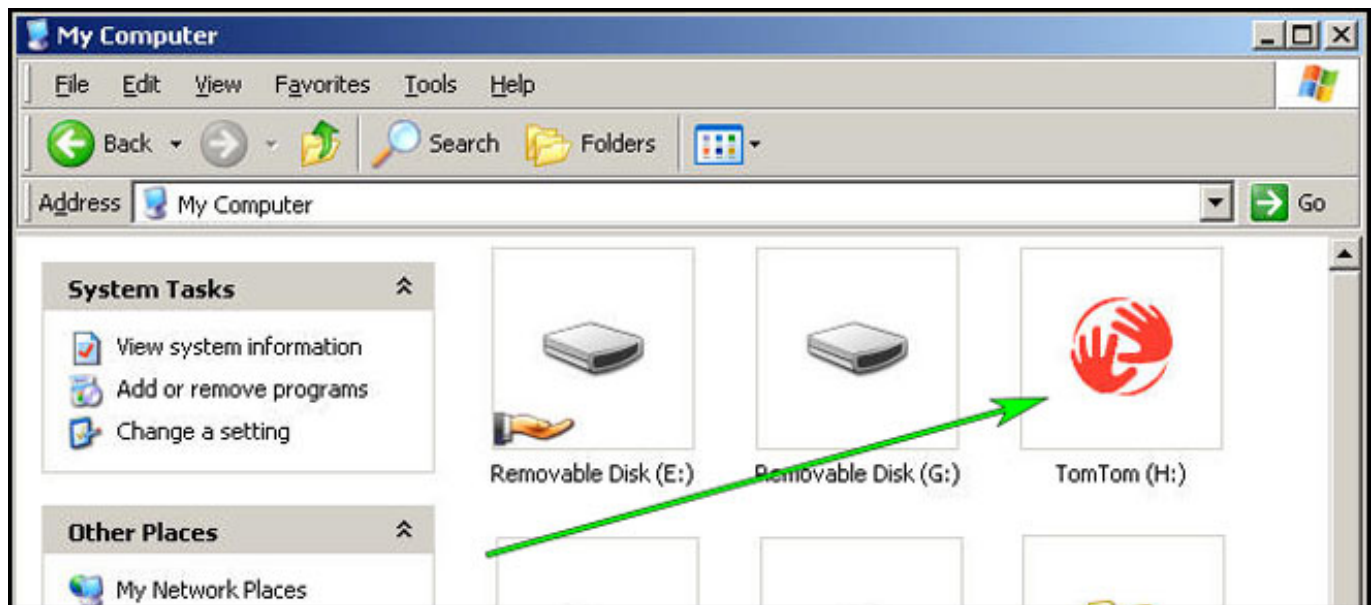 My Computer
File Edit View Favorites Tools Help
Back Search Folders
Address My Computer Go
System Tasks
View system information
Add or remove programs
Change a setting
Removable Disk (E:) Removable Disk (G:) TomTom (H:)
Other Places
My Network Places